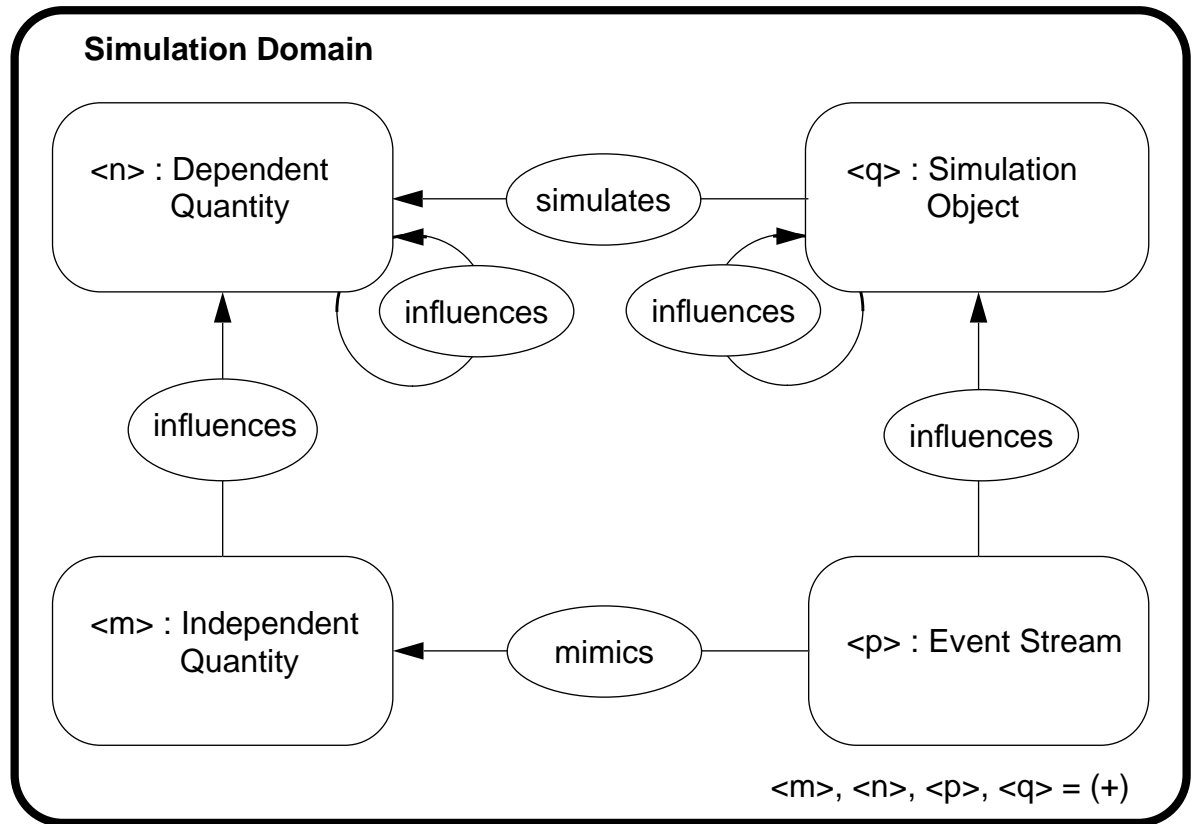 Simulation Domain
<n> : Dependent
Quantity
simulates
<q> : Simulation
Object
influences
influences
influences
influences
<m> : Independent
Quantity
mimics
<p> : Event Stream
<m>, <n>, <p>, <q> = (+)